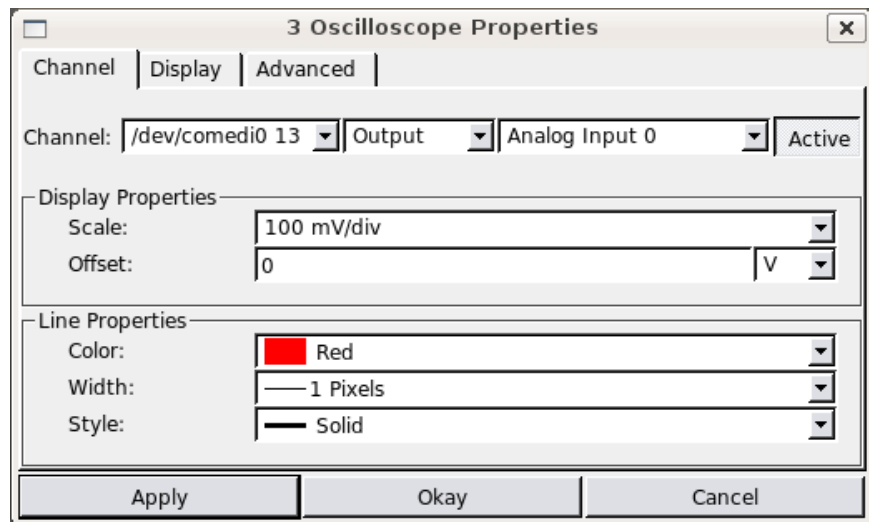 3 Oscilloscope Properties
Channel Display Advanced
Channel: /dev/comedi0 13 Output Analog Input 0 Active
Display Properties
Scale: 100 mV/div
Offset: 0 V
Line Properties
Color: Red
Width: 1 Pixels
Style: Solid
Apply Okay Cancel